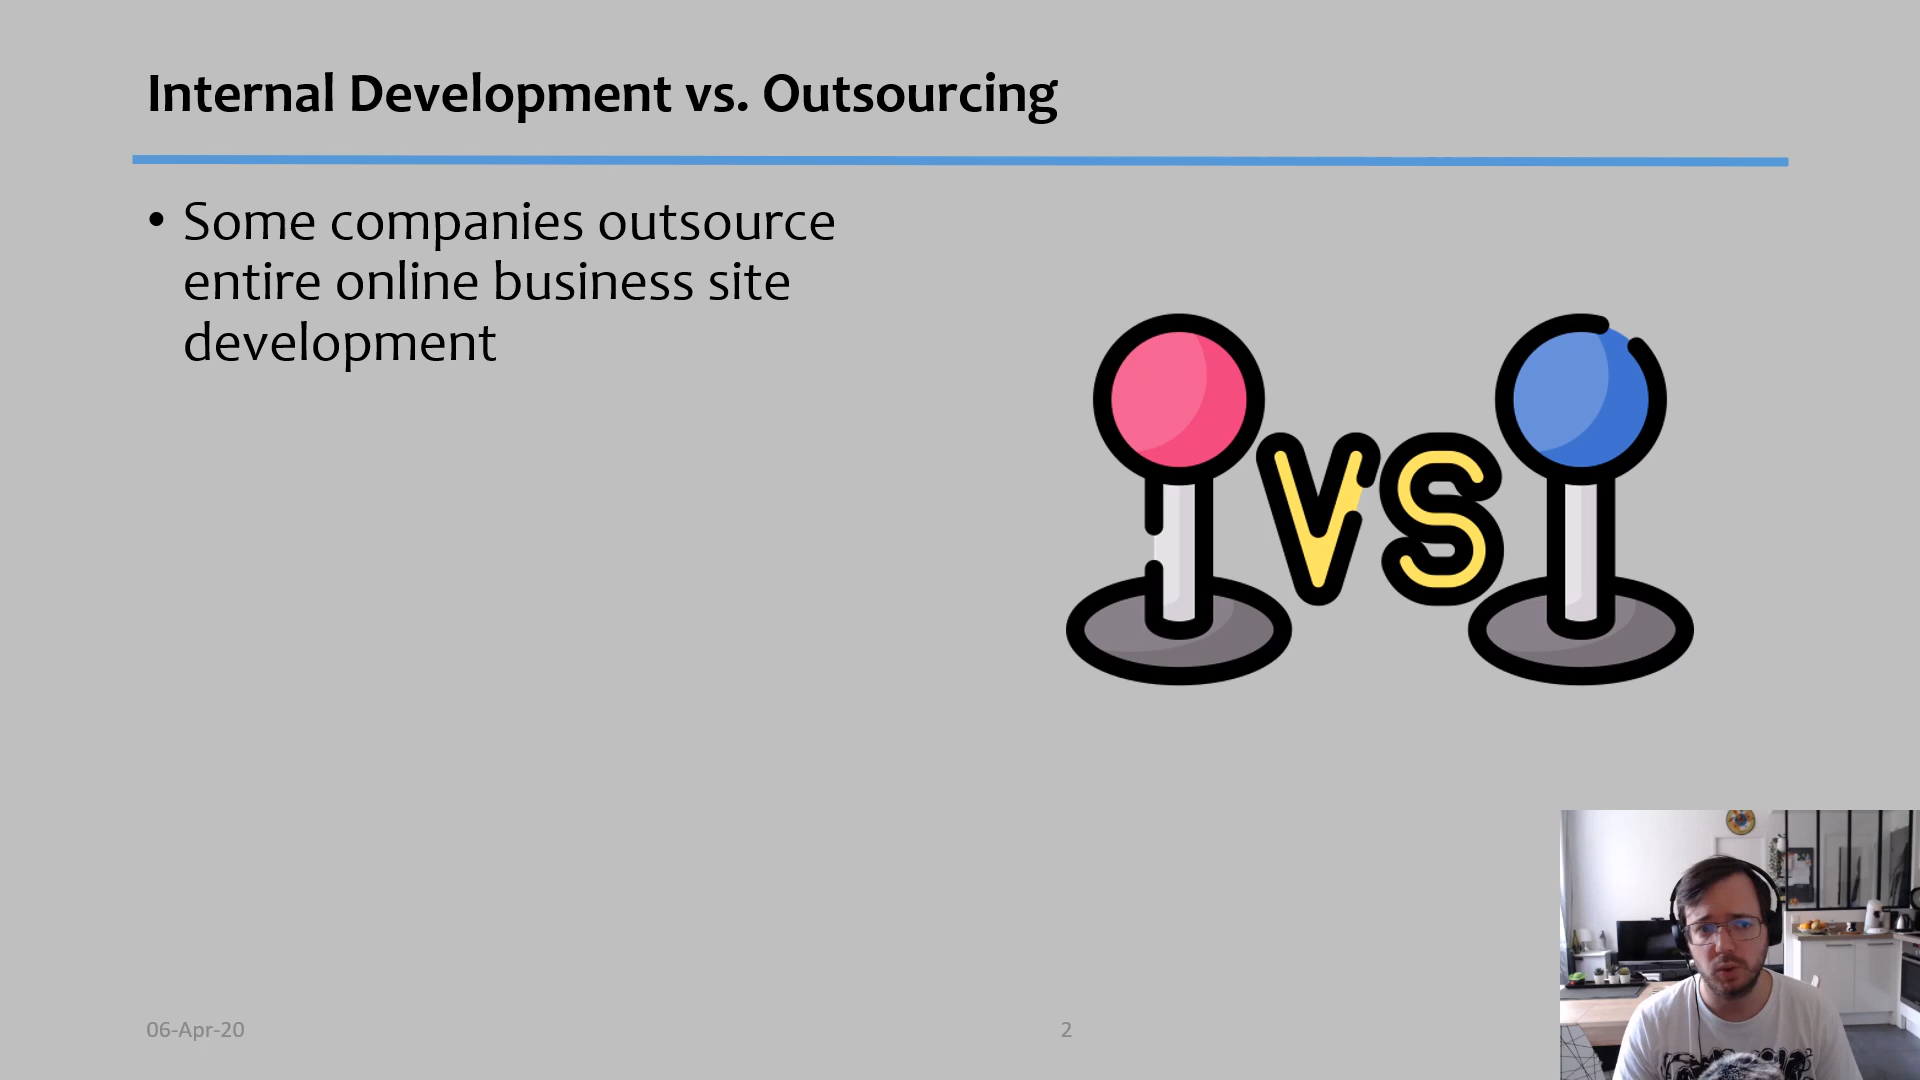 Internal Development vs. Outsourcing
• Some companies outsource
entire online business site
development
VS
06-Apr-20
2